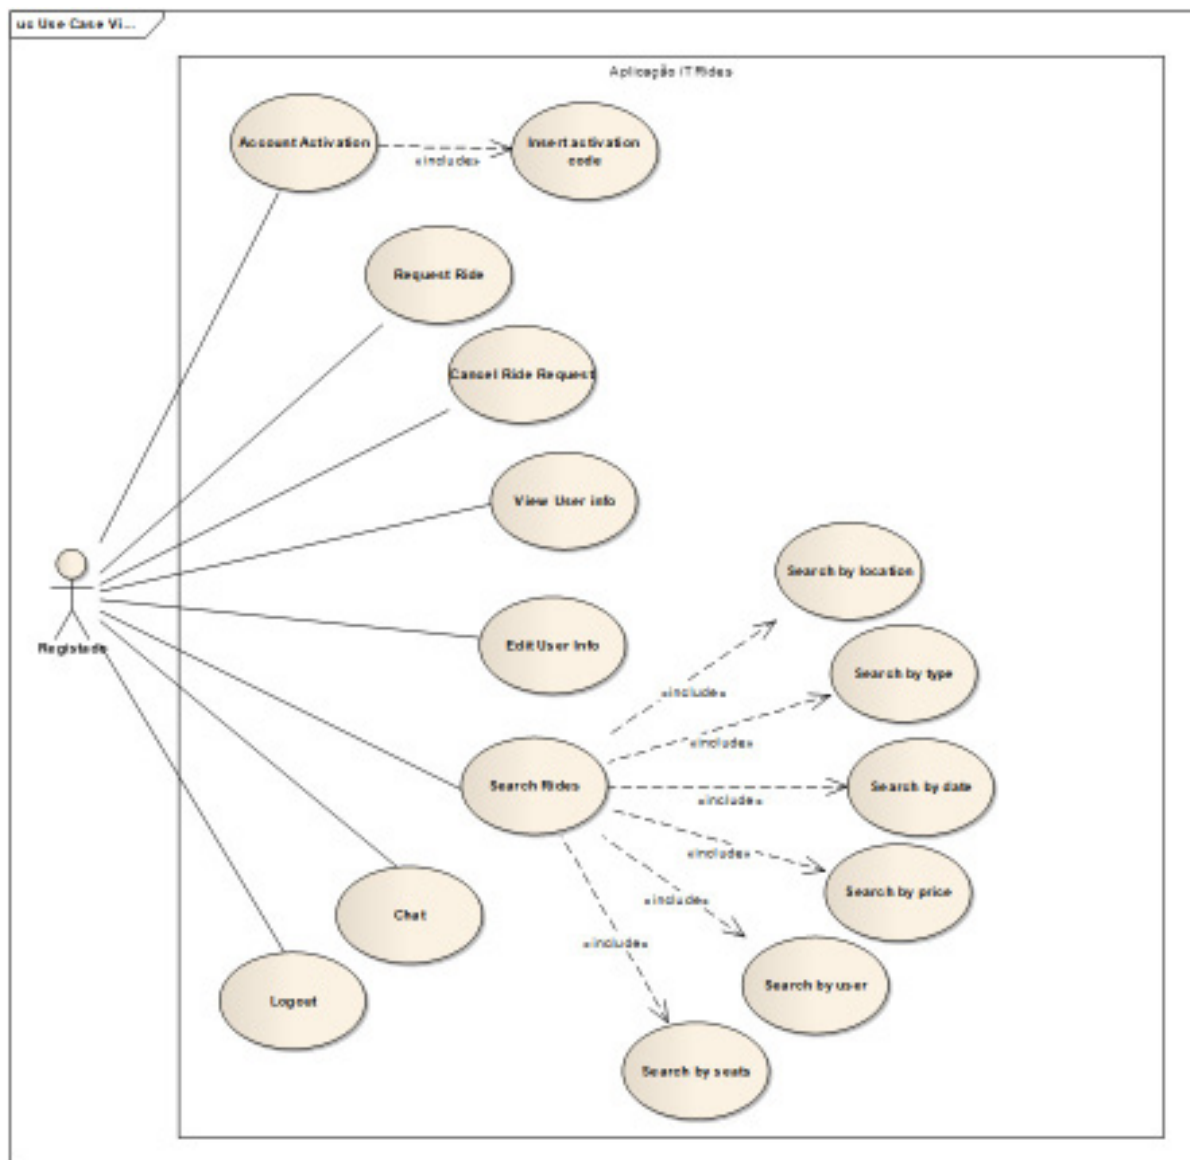 uc Use Case Vi...
Aplicação iTRides
Account Activation
«include»
Insert activation
code
Request Ride
Cancel Ride Request
View User info
Search by location
Registado
Edit User Info
Search by type
«include»
«include»
Search Rides
Search by date
«include»
«include»
Search by price
«include»
Chat
«include»
Search by user
Logout
Search by seats